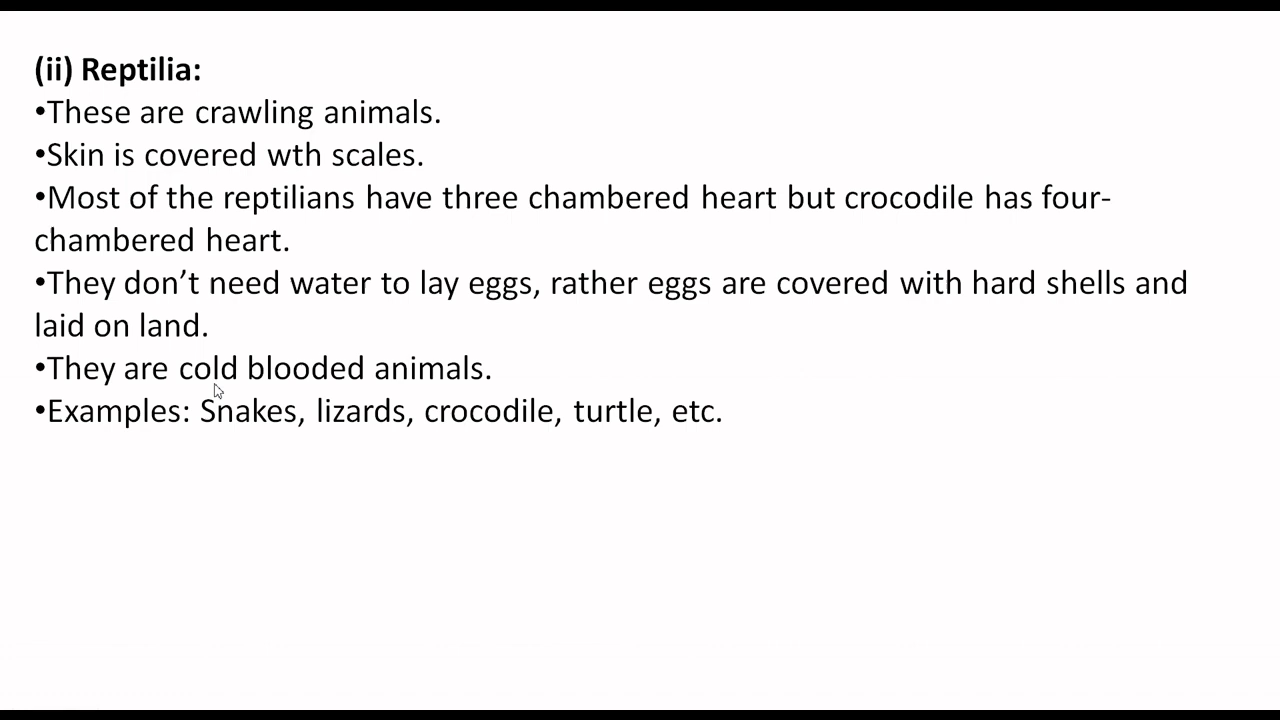 (ii) Reptilia:
•These are crawling animals.
•Skin is covered wth scales.
•Most of the reptilians have three chambered heart but crocodile has four-
chambered heart.
•They don’t need water to lay eggs, rather eggs are covered with hard shells and
laid on land.
•They are cold blooded animals.
•Examples: Snakes, lizards, crocodile, turtle, etc.